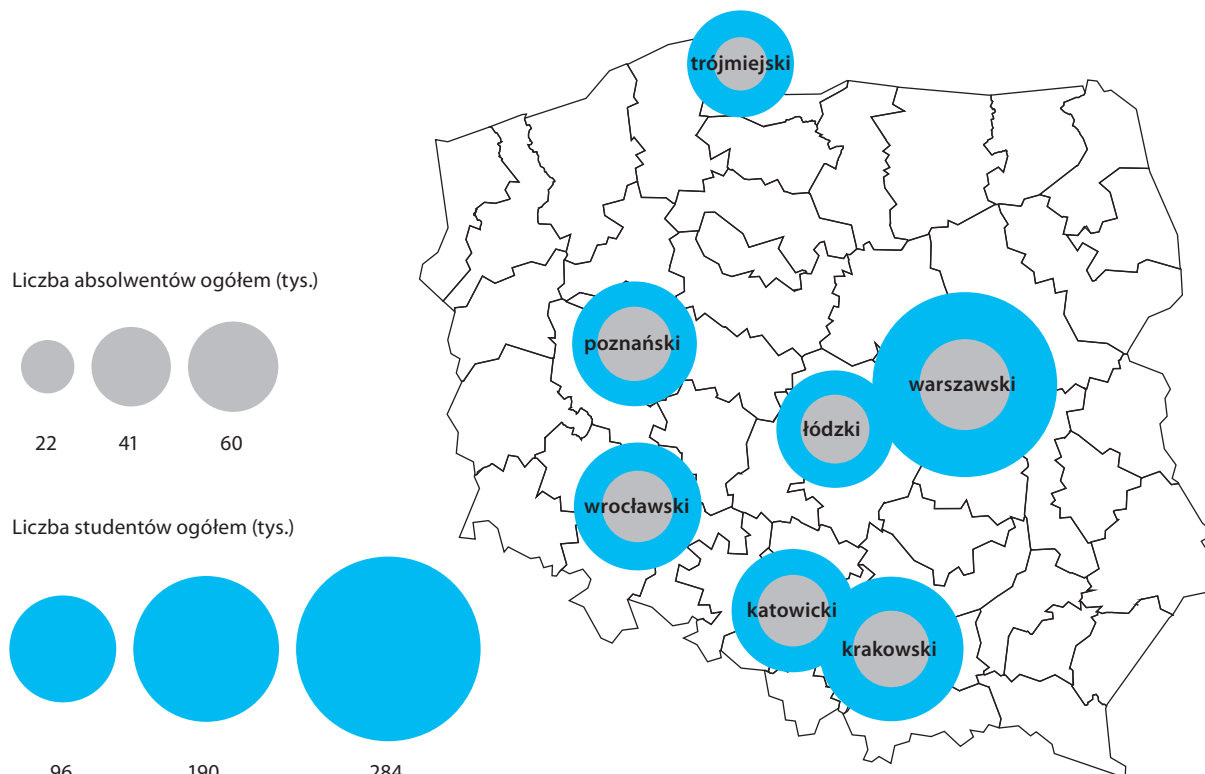 trójmiejski
Liczba absolwentów ogółem (tys.)
22 41 60
poznański
warszawski
łódzki
wrocławski
Liczba studentów ogółem (tys.)
katowicki
krakowski
96 190 284